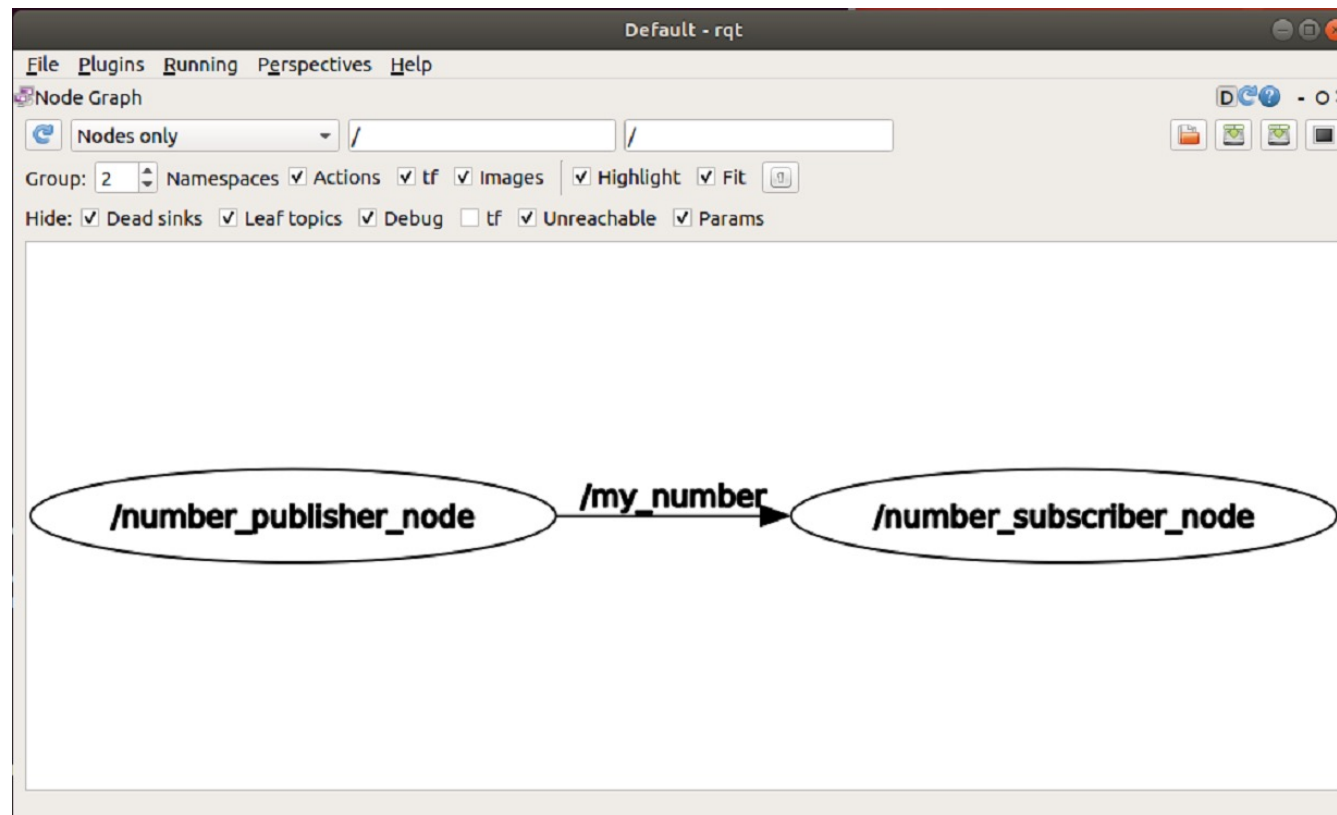 Default - rqt
File Plugins Running Perspectives Help
Node Graph D
Nodes only / /
Group: 2 Namespaces Actions tf Images Highlight Fit
Hide: Dead sinks Leaf topics Debug tf Unreachable Params
/number_publisher_node /my_number /number_subscriber_node